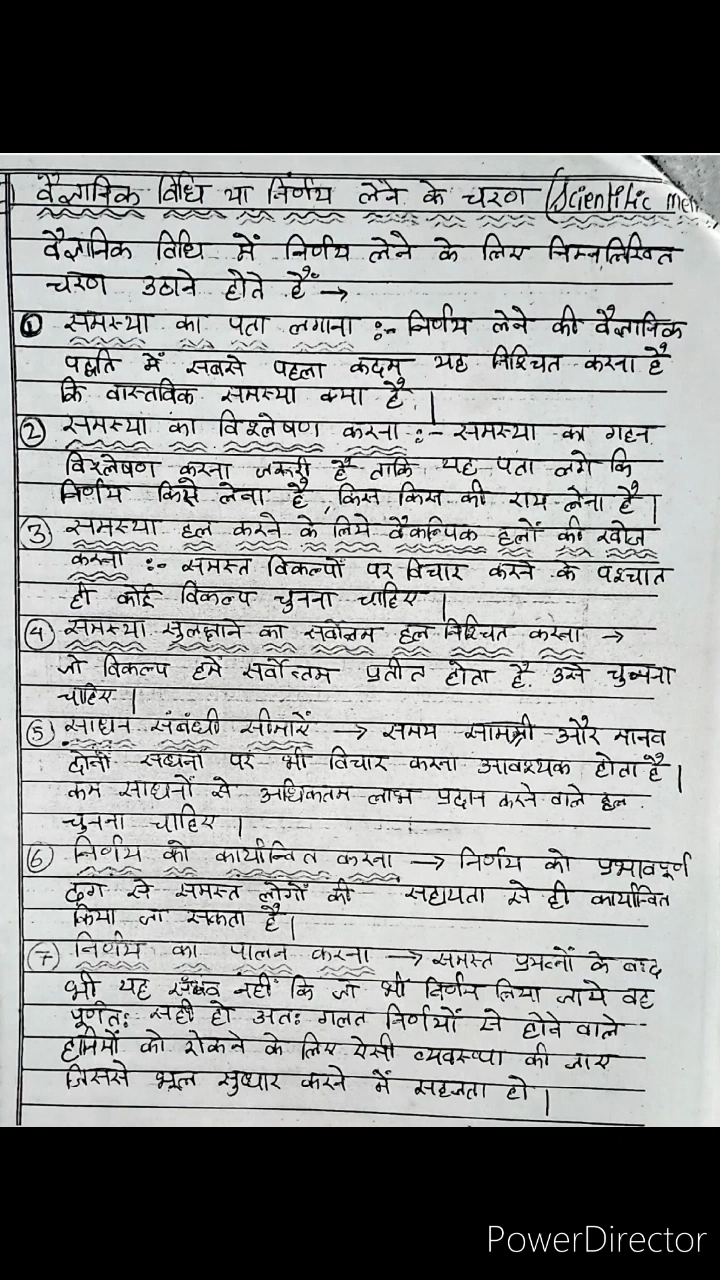 वैज्ञानिक विधि या निर्णय लेने के चरण (Scientific
वैज्ञानिक विधि में निर्णय लेने के लिए निम्नलिखित
चरण उठाने होते हैं →
① समस्या का पता लगाना :- निर्णय लेने की वैज्ञानिक
पद्दति में सबसे पहला कदम यह निश्चित करना है
कि वास्तविक समस्या क्या है |
② समस्या का विश्लेषण करना :- समस्या का गहन
विश्लेषण करना जरूरी है ताकि यह पता लगे कि
निर्णय किसे लेना है, किस किस की राय लेना है |
③ समस्या हल करने के लिये वैकल्पिक हलों की खोज
करना :- समस्त विकल्पों पर विचार करने के पश्चात
ही कोई विकल्प चुनना चाहिए |
④ समस्या सुलझाने का सर्वोत्तम हल निश्चित करना →
जो विकल्प हमे सर्वोत्तम प्रतीत होता है उसे चुनना
चाहिए |
⑤ साधन संबंधी सीमाऐं → समय सामग्री और मानव
दोनों सधनों पर भी विचार करना आवश्यक होता है |
कम साधनों से अधिकतम लाभ प्रदान करने वाले हल
चुनना चाहिए |
⑥ निर्णय को कार्यान्वित करना → निर्णय को प्रभावपूर्ण
ढंग से समस्त लोगों की सहायता से ही कार्यान्वित
किया जा सकता है |
⑦ निर्णय का पालन करना → समस्त प्रयत्नों के बाद
भी यह संभव नहीं कि जो भी निर्णय लिया जाये वह
पूर्णतः सही हो अतः गलत निर्णयों से होने वाले
हानियों को रोकने के लिए ऐसी व्यवस्था की जाए
जिससे भूल सुधार करने में सहजता हो |
PowerDirector